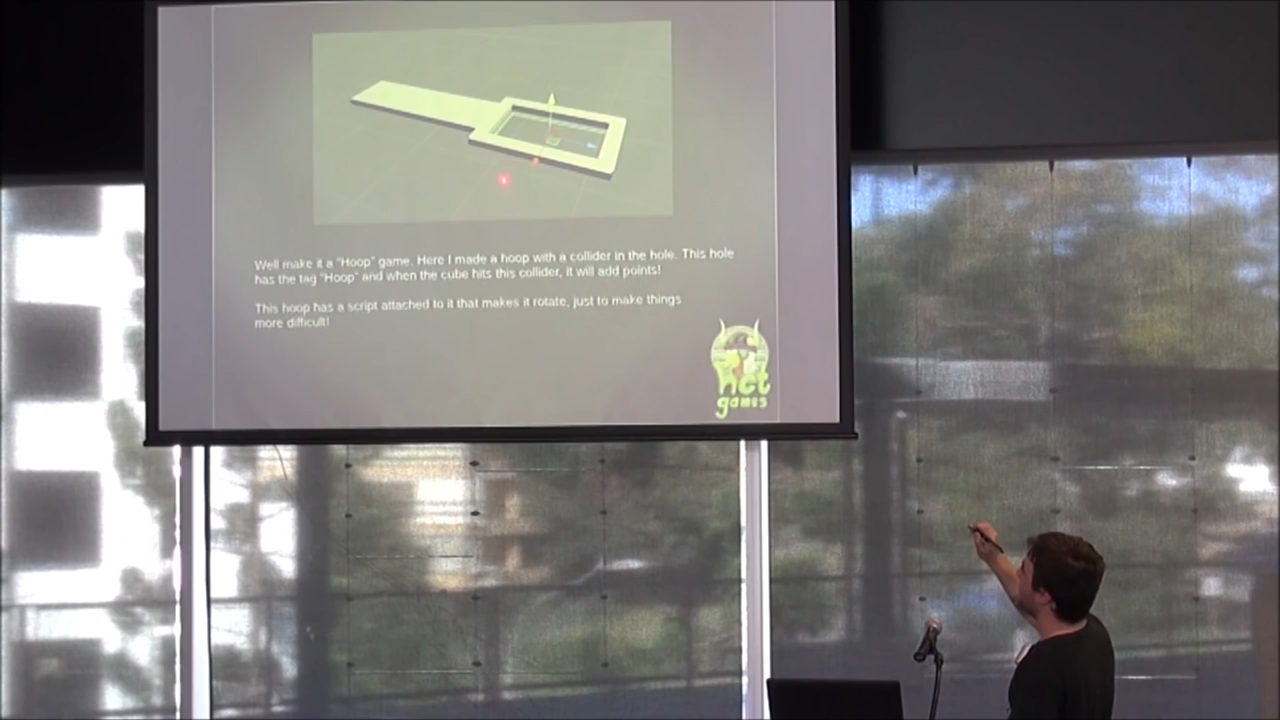 Well make it a "Hoop" game. Here I made a hoop with a collider in the hole. This hole
has the tag "Hoop" and when the cube hits this collider, it will add points!
This hoop has a script attached to it that makes it rotate, just to make things
more difficult!
hct
games